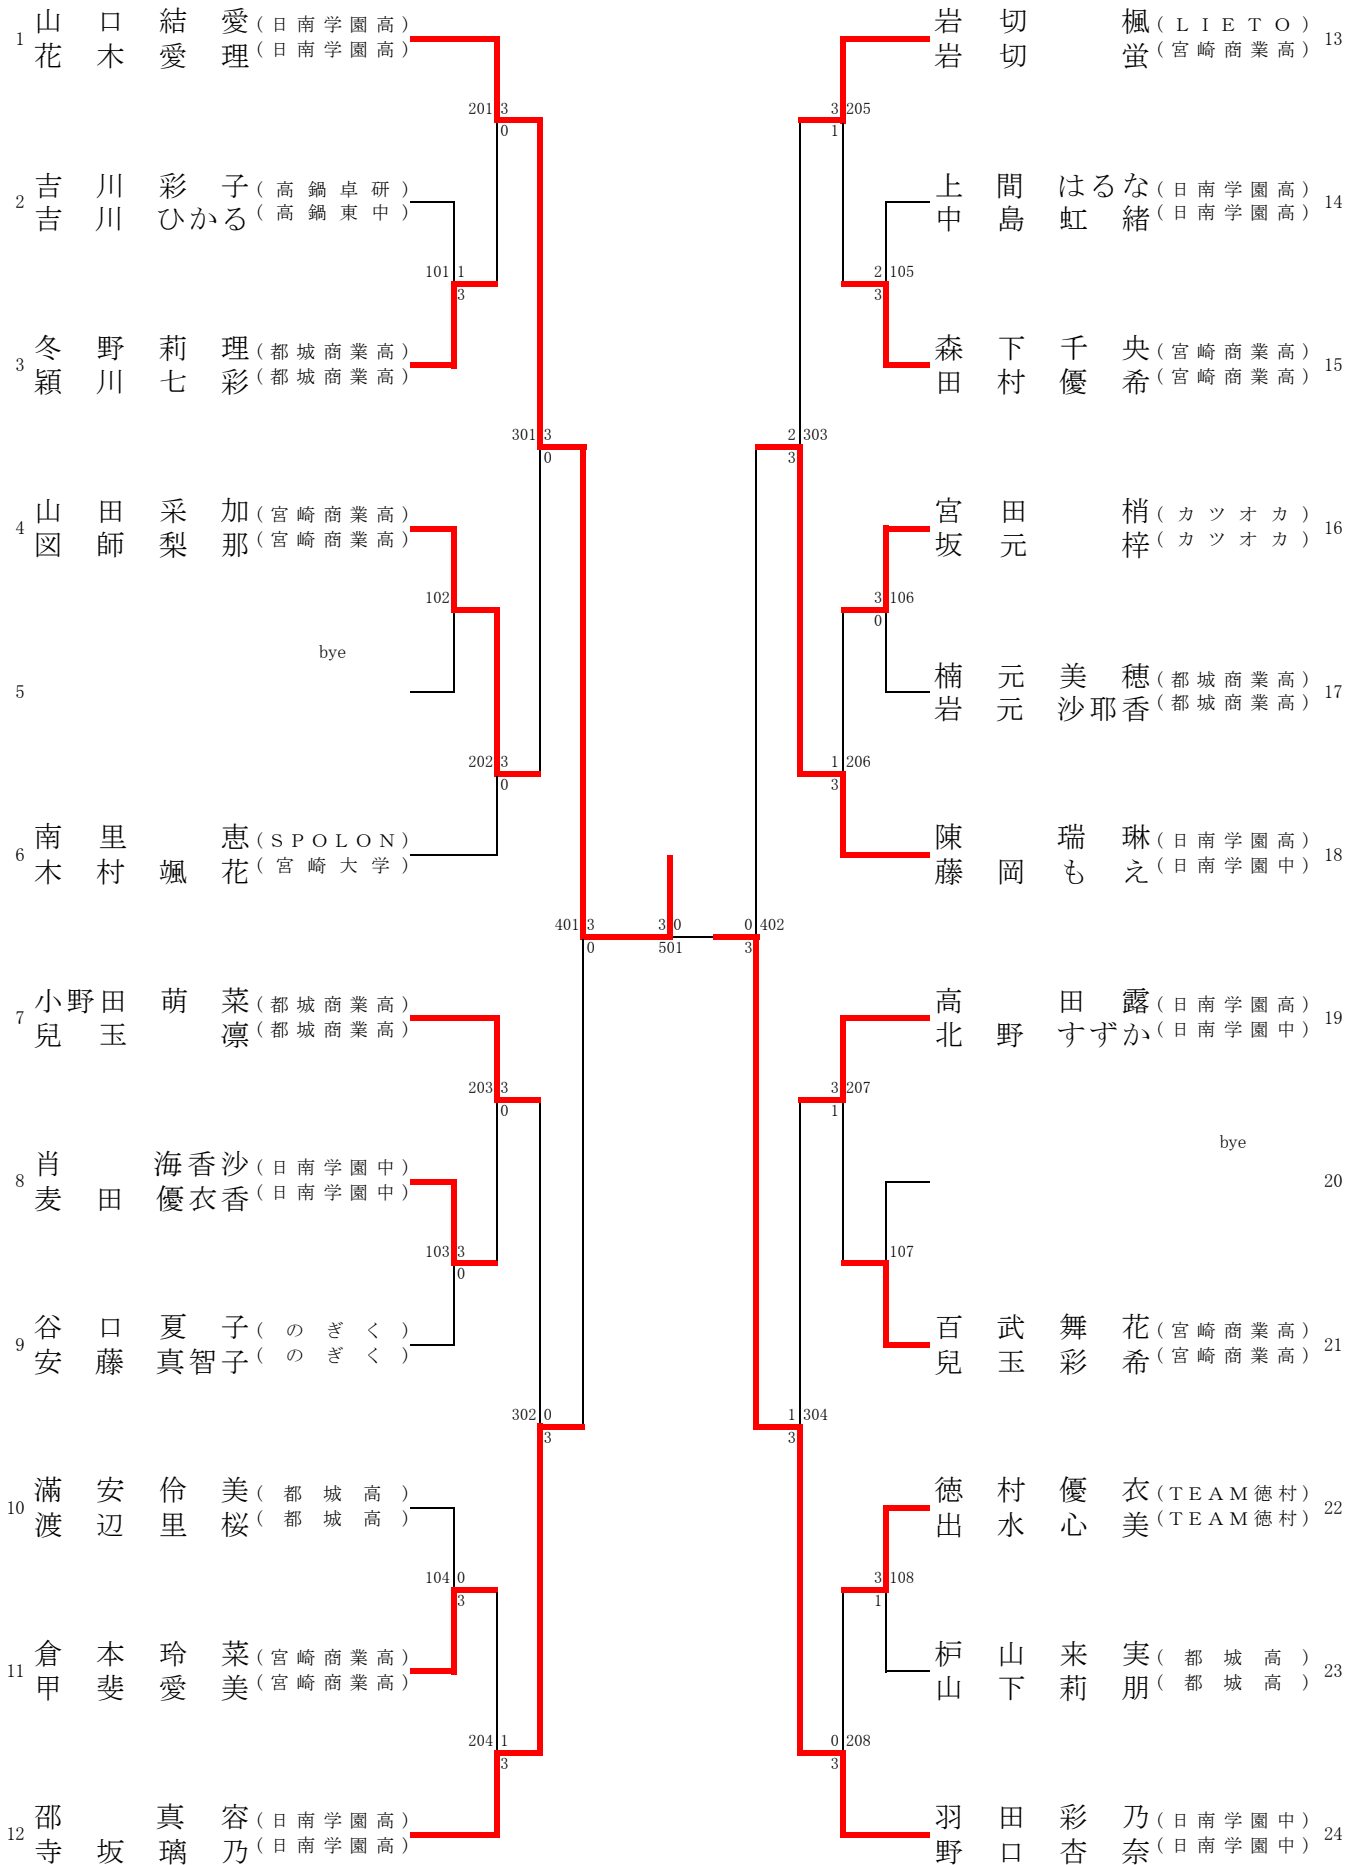 1 山口結愛(日南学園高)
花木愛理(日南学園高)
201 3
0
2 吉川彩子(高鍋卓研)
吉川ひかる(高鍋東中)
101 1
3
3 冬野莉理(都城商業高)
穎川七彩(都城商業高)
301 3
0
4 山田采加(宮崎商業高)
図師梨那(宮崎商業高)
102
bye
5
202 3
0
6 南里恵(SPOLON)
木村颯花(宮崎大学)
401 3
0
7 小野田萌菜(都城商業高)
兒玉凛(都城商業高)
203 3
0
8 肖海香沙(日南学園中)
麦田優衣香(日南学園中)
103 3
0
9 谷口夏子(のぎく)
安藤真智子(のぎく)
302 0
3
10 滿安伶美(都城高)
渡辺里桜(都城高)
104 0
3
11 倉本玲菜(宮崎商業高)
甲斐愛美(宮崎商業高)
204 1
3
12 邵真容(日南学園高)
寺坂璃乃(日南学園高)
3 0
501
岩切楓(LIETO) 13
岩切蛍(宮崎商業高)
3 205
1
上間はるな(日南学園高) 14
中島虹緒(日南学園高)
2 105
3
森下千央(宮崎商業高) 15
田村優希(宮崎商業高)
2 303
3
宮田梢(カツオカ) 16
坂元梓(カツオカ)
3 106
0
楠元美穂(都城商業高) 17
岩元沙耶香(都城商業高)
1 206
3
陳瑞琳(日南学園高) 18
藤岡もえ(日南学園中)
0 402
3
高田露(日南学園高) 19
北野すずか(日南学園中)
3 207
1
bye
20
107
百武舞花(宮崎商業高) 21
兒玉彩希(宮崎商業高)
1 304
3
徳村優衣(TEAM徳村) 22
出水心美(TEAM徳村)
3 108
1
枦山来実(都城高) 23
山下莉朋(都城高)
0 208
3
羽田彩乃(日南学園中) 24
野口杏奈(日南学園中)